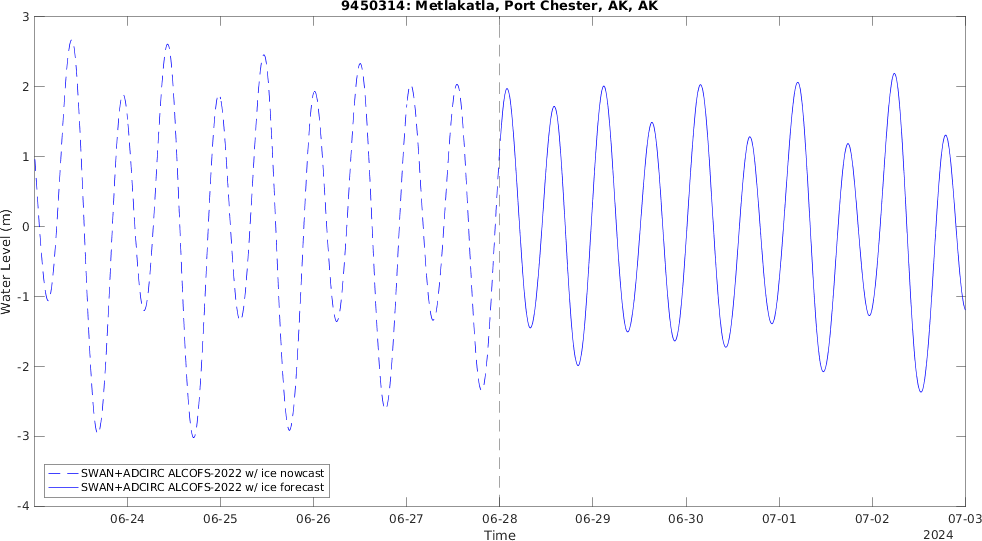 9450314: Metlakatla, Port Chester, AK, AK
3
2
1
0
-1
-2
-3
-4
Water Level (m)
SWAN+ADCIRC ALCOFS-2022 w/ ice nowcast
SWAN+ADCIRC ALCOFS-2022 w/ ice forecast
06-24 06-25 06-26 06-27 06-28 06-29 06-30 07-01 07-02 07-03
Time
2024